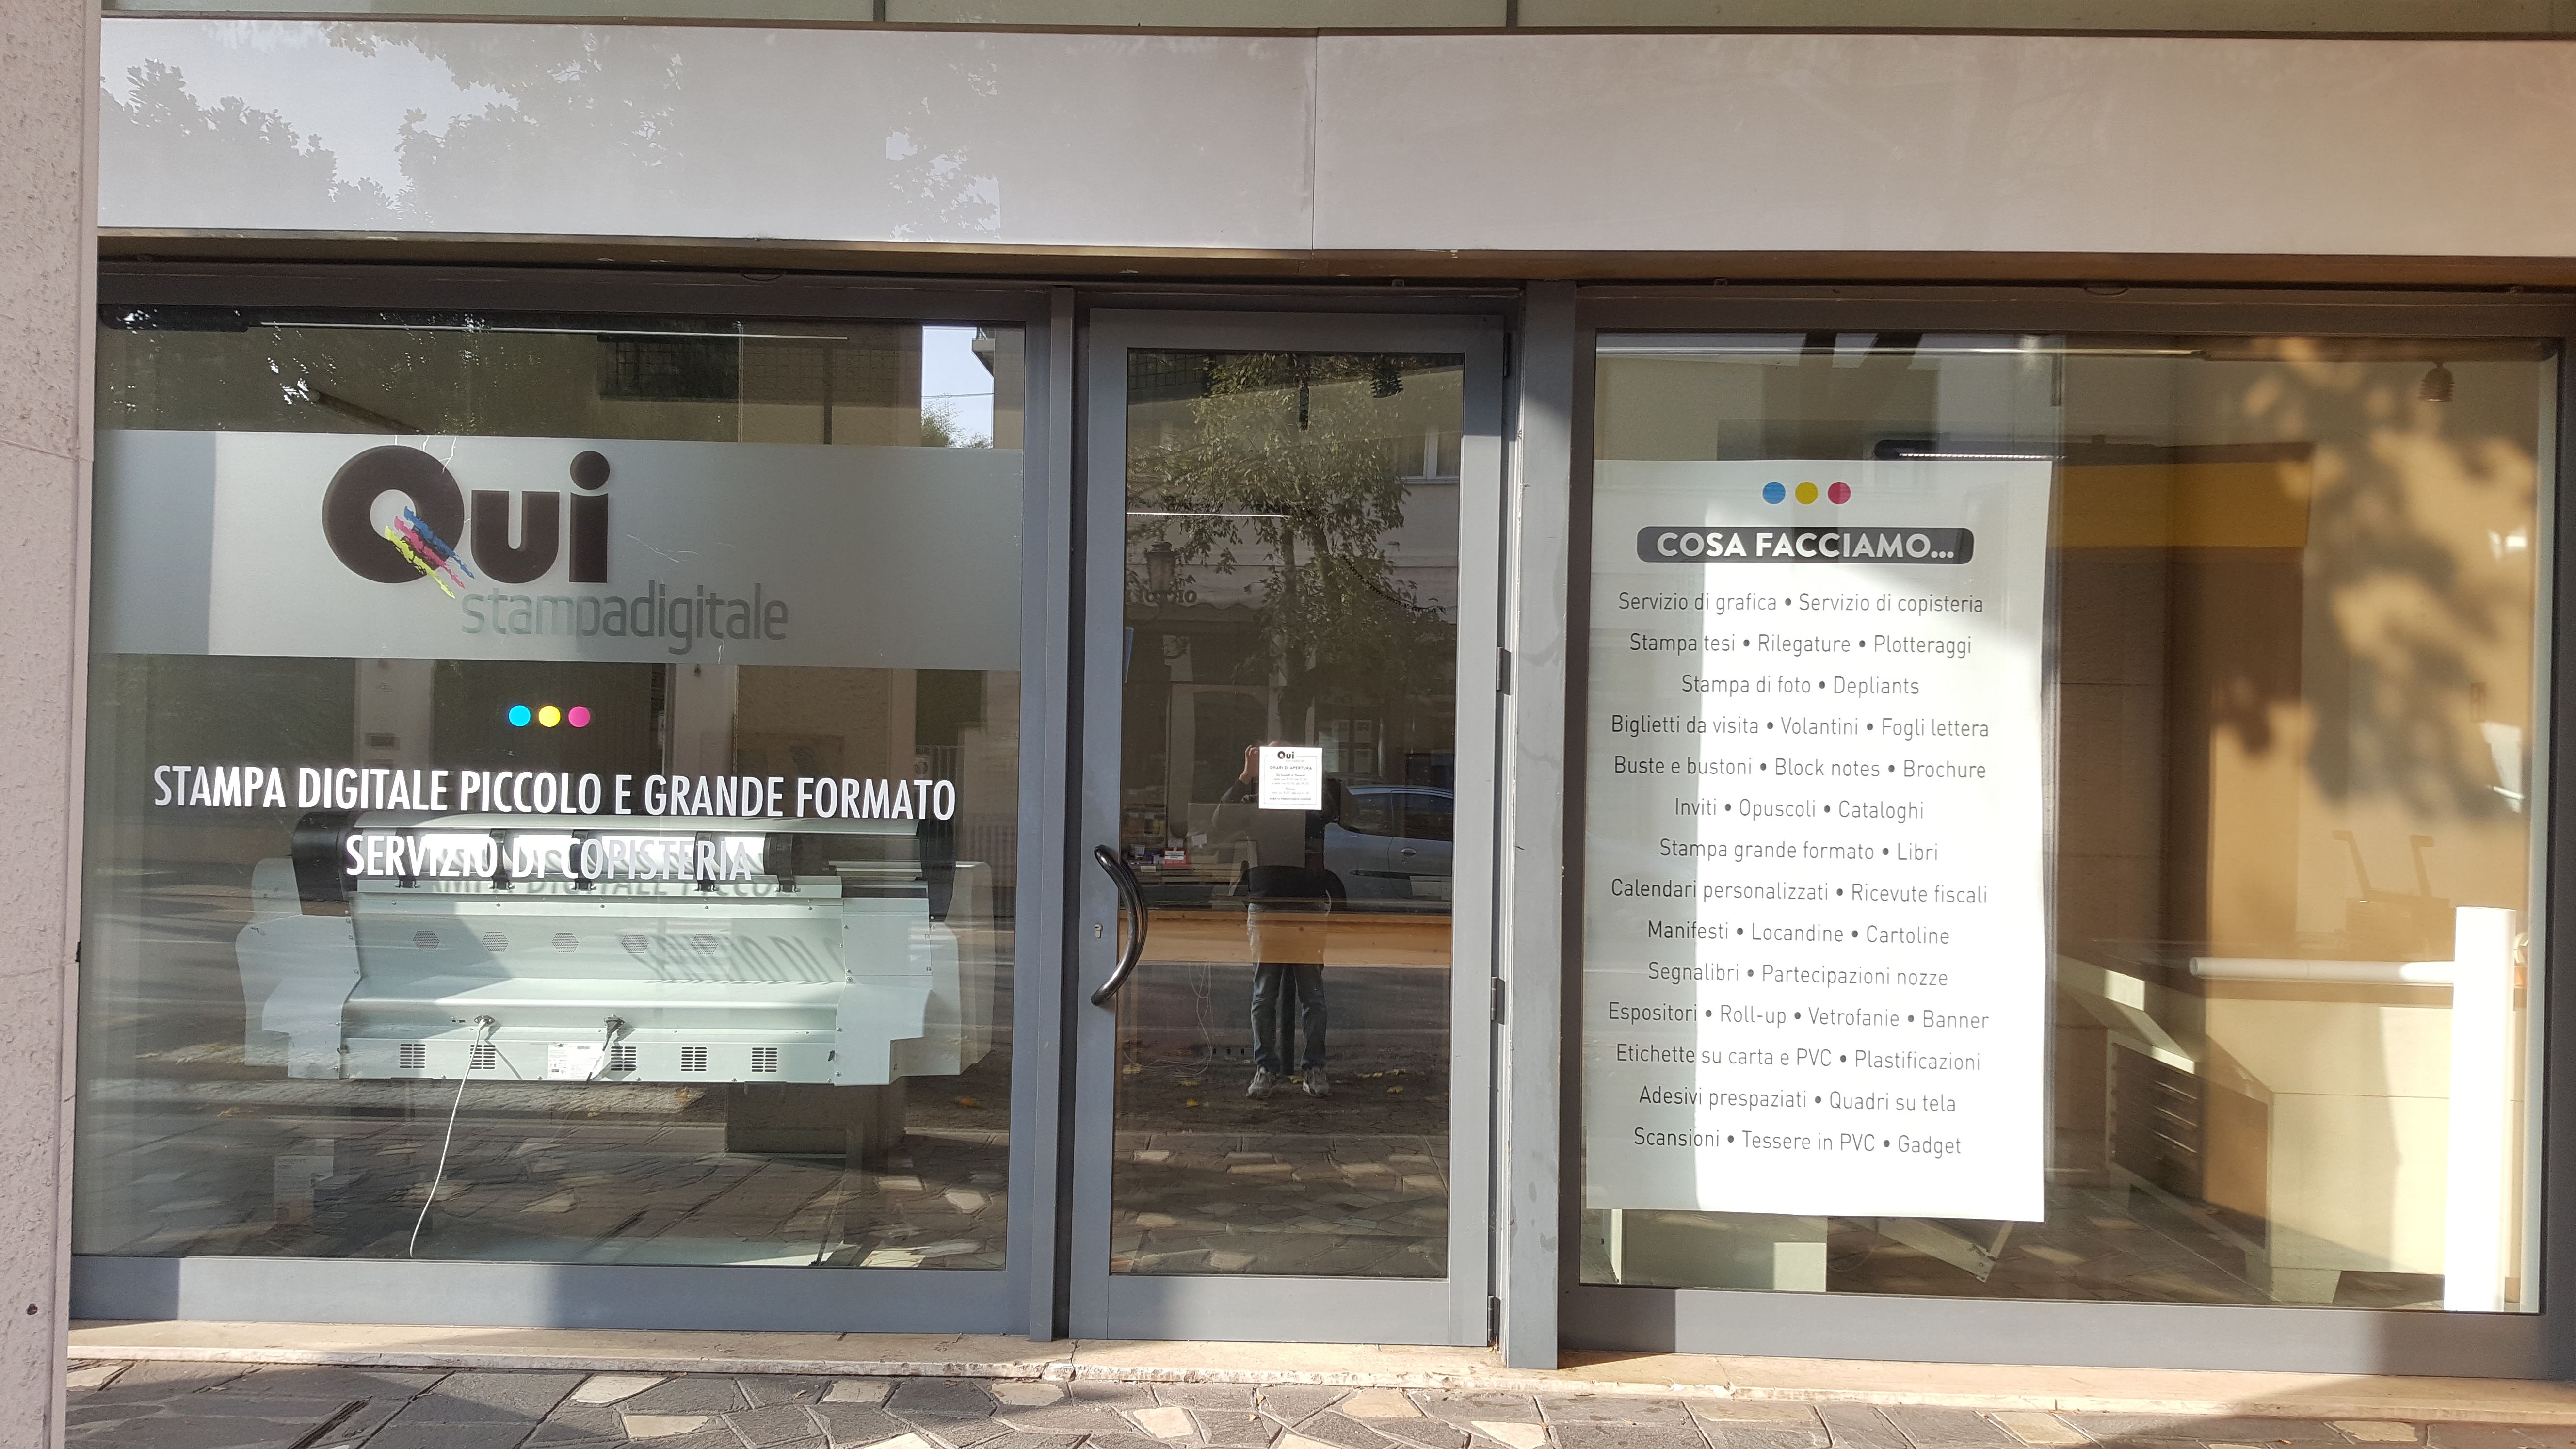 Qui
stampadigitale
STAMPA DIGITALE PICCOLO E GRANDE FORMATO
SERVIZIO DI COPISTERIA
Qui
ORARI DI APERTURA
COSA FACCIAMO...
Servizio di grafica • Servizio di copisteria
Stampa tesi • Rilegature • Plotteraggi
Stampa di foto • Depliants
Biglietti da visita • Volantini • Fogli lettera
Buste e bustoni • Block notes • Brochure
Inviti • Opuscoli • Cataloghi
Stampa grande formato • Libri
Calendari personalizzati • Ricevute fiscali
Manifesti • Locandine • Cartoline
Segnalibri • Partecipazioni nozze
Espositori • Roll-up • Vetrofanie • Banner
Etichette su carta e PVC • Plastificazioni
Adesivi prespaziati • Quadri su tela
Scansioni • Tessere in PVC • Gadget